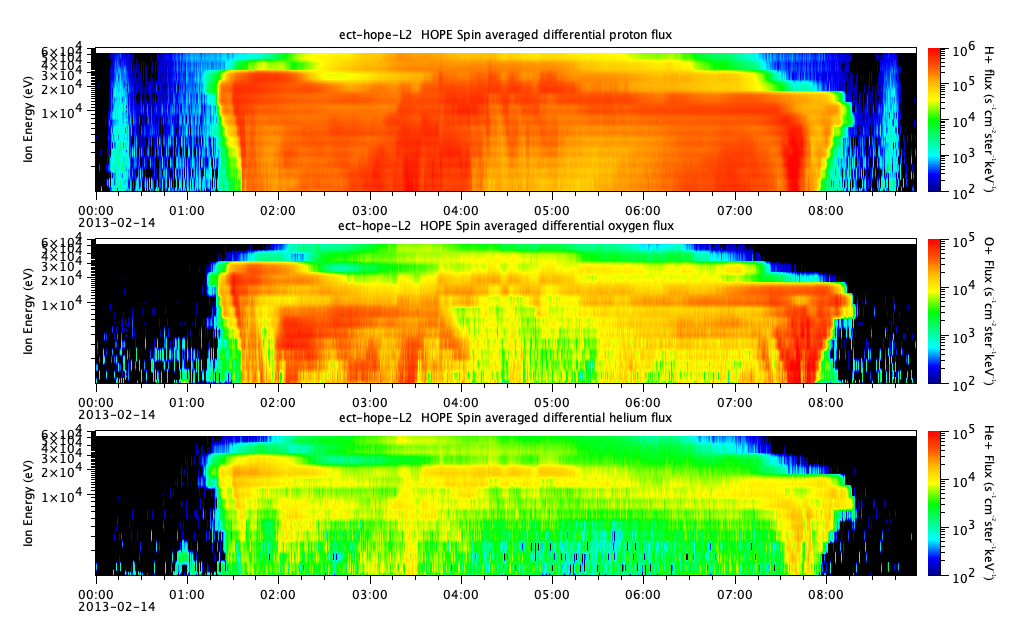 ect-hope-L2  HOPE Spin averaged differential proton flux
Ion Energy (eV)
6×10⁴
4×10⁴
3×10⁴
2×10⁴
1×10⁴
00:00 01:00 02:00 03:00 04:00 05:00 06:00 07:00 08:00
2013-02-14
10⁶
10⁵
10⁴
10³
10²
H+ flux (s⁻¹cm⁻²ster⁻¹keV⁻¹)
ect-hope-L2  HOPE Spin averaged differential oxygen flux
Ion Energy (eV)
6×10⁴
3×10⁴
2×10⁴
1×10⁴
00:00 01:00 02:00 03:00 04:00 05:00 06:00 07:00 08:00
2013-02-14
10⁵
10⁴
10³
10²
O+ Flux (s⁻¹cm⁻²ster⁻¹keV⁻¹)
ect-hope-L2  HOPE Spin averaged differential helium flux
Ion Energy (eV)
6×10⁴
3×10⁴
2×10⁴
1×10⁴
00:00 01:00 02:00 03:00 04:00 05:00 06:00 07:00 08:00
2013-02-14
10⁵
10⁴
10³
10²
He+ Flux (s⁻¹cm⁻²ster⁻¹keV⁻¹)